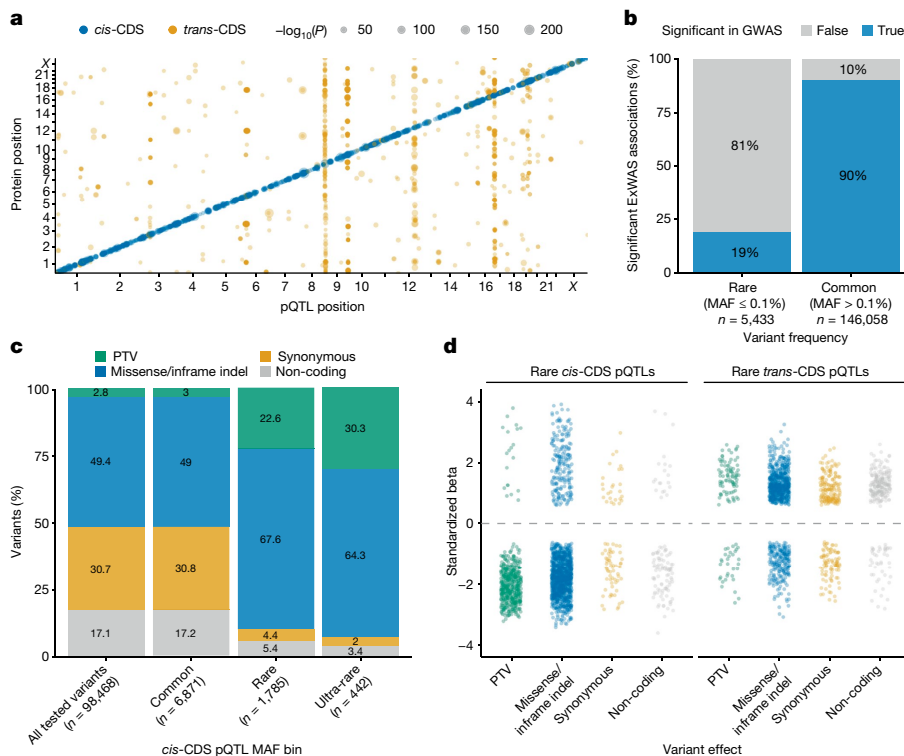 a
cis-CDS trans-CDS –log10(P) 50 100 150 200
Protein position
X
21
18
16
14
12
10
9
8
7
6
5
4
3
2
1
1 2 3 4 5 6 7 8 9 10 12 14 16 18 21 X
pQTL position
b
Significant in GWAS False True
Significant ExWAS associations (%)
100
75
50
25
0
10%
81%
90%
19%
Rare
(MAF ≤ 0.1%)
n = 5,433
Common
(MAF > 0.1%)
n = 146,058
Variant frequency
c
PTV Synonymous
Missense/inframe indel Non-coding
Variants (%)
100
75
50
25
0
2.8 3
22.6 30.3
49.4 49
67.6 64.3
30.7 30.8
4.4 2
17.1 17.2 5.4 3.4
All tested variants
(n = 98,468)
Common
(n = 6,871)
Rare
(n = 1,785)
Ultra-rare
(n = 442)
cis-CDS pQTL MAF bin
d
Rare cis-CDS pQTLs Rare trans-CDS pQTLs
Standardized beta
4
2
0
–2
–4
PTV
Missense/
inframe indel
Synonymous
Non-coding
PTV
Missense/
inframe indel
Synonymous
Non-coding
Variant effect